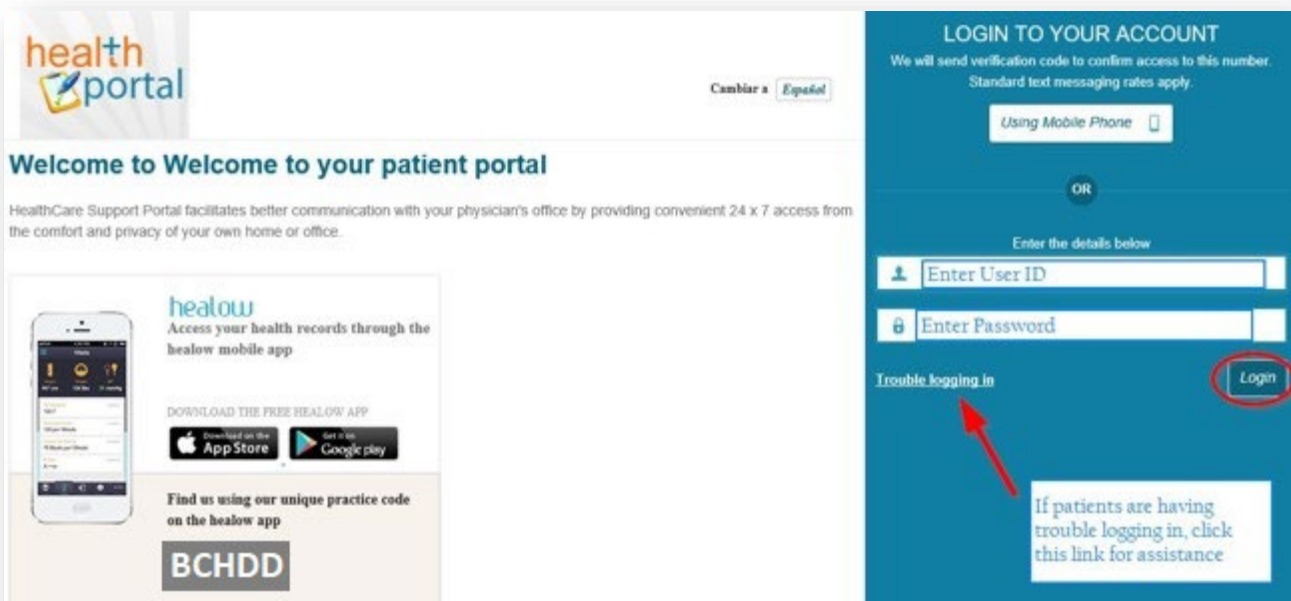 health
portal
Cambiar a Español
Welcome to Welcome to your patient portal
HealthCare Support Portal facilitates better communication with your physician's office by providing convenient 24 x 7 access from
the comfort and privacy of your own home or office.
healow
Access your health records through the
healow mobile app
DOWNLOAD THE FREE HEALOW APP
Download on the
App Store
Get it on
Google play
Find us using our unique practice code
on the healow app
BCHDD
LOGIN TO YOUR ACCOUNT
We will send verification code to confirm access to this number.
Standard text messaging rates apply.
Using Mobile Phone
OR
Enter the details below
Enter User ID
Enter Password
Trouble logging in
Login
If patients are having
trouble logging in, click
this link for assistance